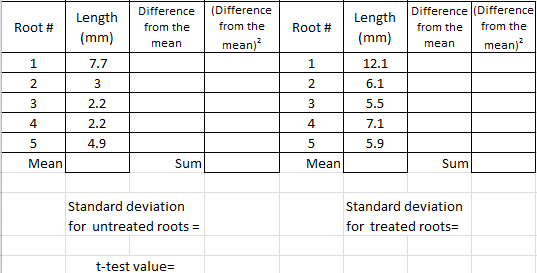 Root # Length (mm) Difference from the mean (Difference from the mean)² Root # Length (mm) Difference from the mean (Difference from the mean)²
1 7.7 1 12.1
2 3 2 6.1
3 2.2 3 5.5
4 2.2 4 7.1
5 4.9 5 5.9
Mean Sum Mean Sum
Standard deviation Standard deviation
for untreated roots = for treated roots=
t-test value=